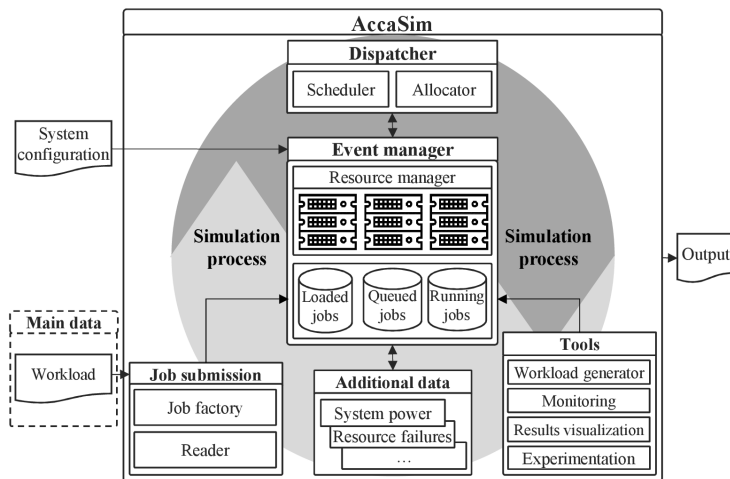 AccaSim
Dispatcher
Scheduler
Allocator
System
configuration
Event manager
Resource manager
Simulation
process
Simulation
process
Output
Loaded
jobs
Queued
jobs
Running
jobs
Main data
Workload
Job submission
Job factory
Reader
Additional data
System power
Resource failures
...
Tools
Workload generator
Monitoring
Results visualization
Experimentation